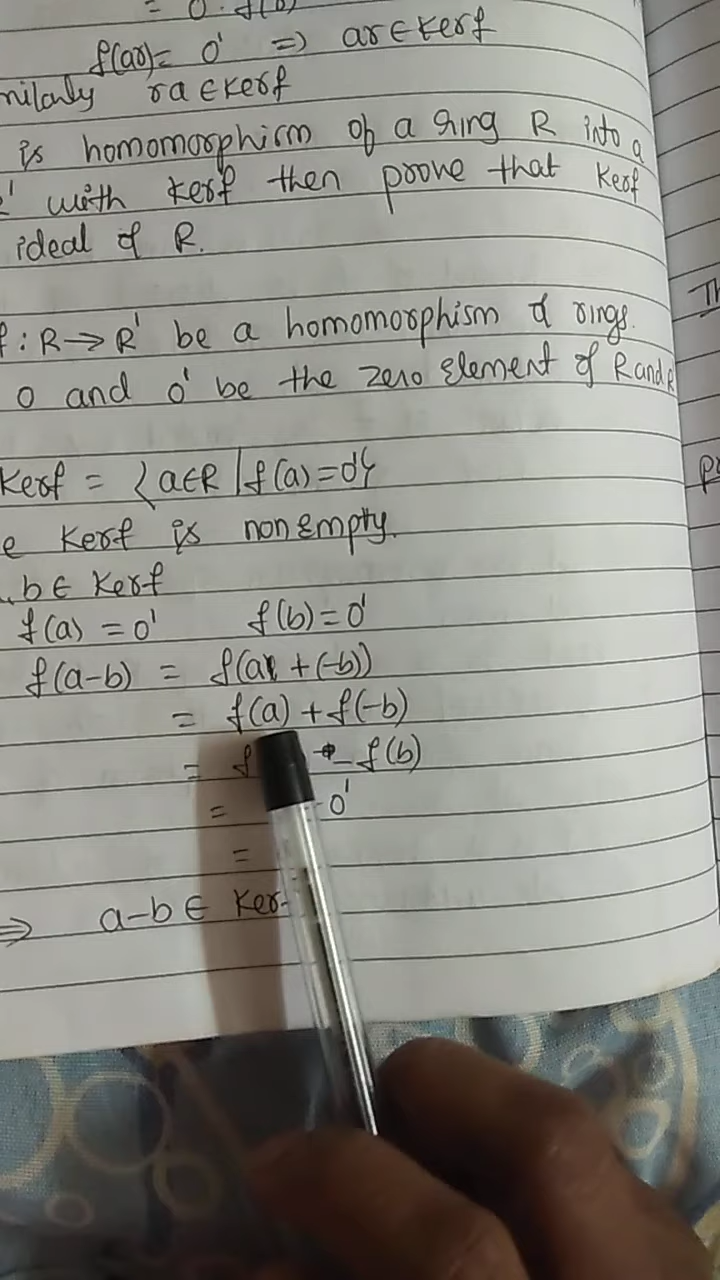 = 0 · f(b)
f(ar) = 0' => ar ∈ kerf
ra ∈ kerf
is homomorphism of a ring R into a
with kerf then prove that kerf
ideal of R.
f : R → R' be a homomorphism of rings.
0 and 0' be the zero element of R and R'
Kerf = {a∈R | f(a) = 0'}
kerf is nonempty.
, b ∈ kerf
f(a) = 0' f(b) = 0'
f(a-b) = f(a + (-b))
= f(a) + f(-b)
= f - f(b)
= - 0'
=
=> a-b ∈ Ker
Th